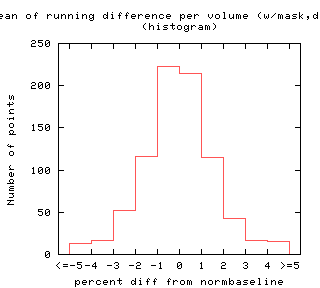 ean of running difference per volume (w/mask,d
(histogram)
250
200
150
100
50
0
Number of points
<=-5 -4 -3 -2 -1 0 1 2 3 4 >=5
percent diff from normbaseline